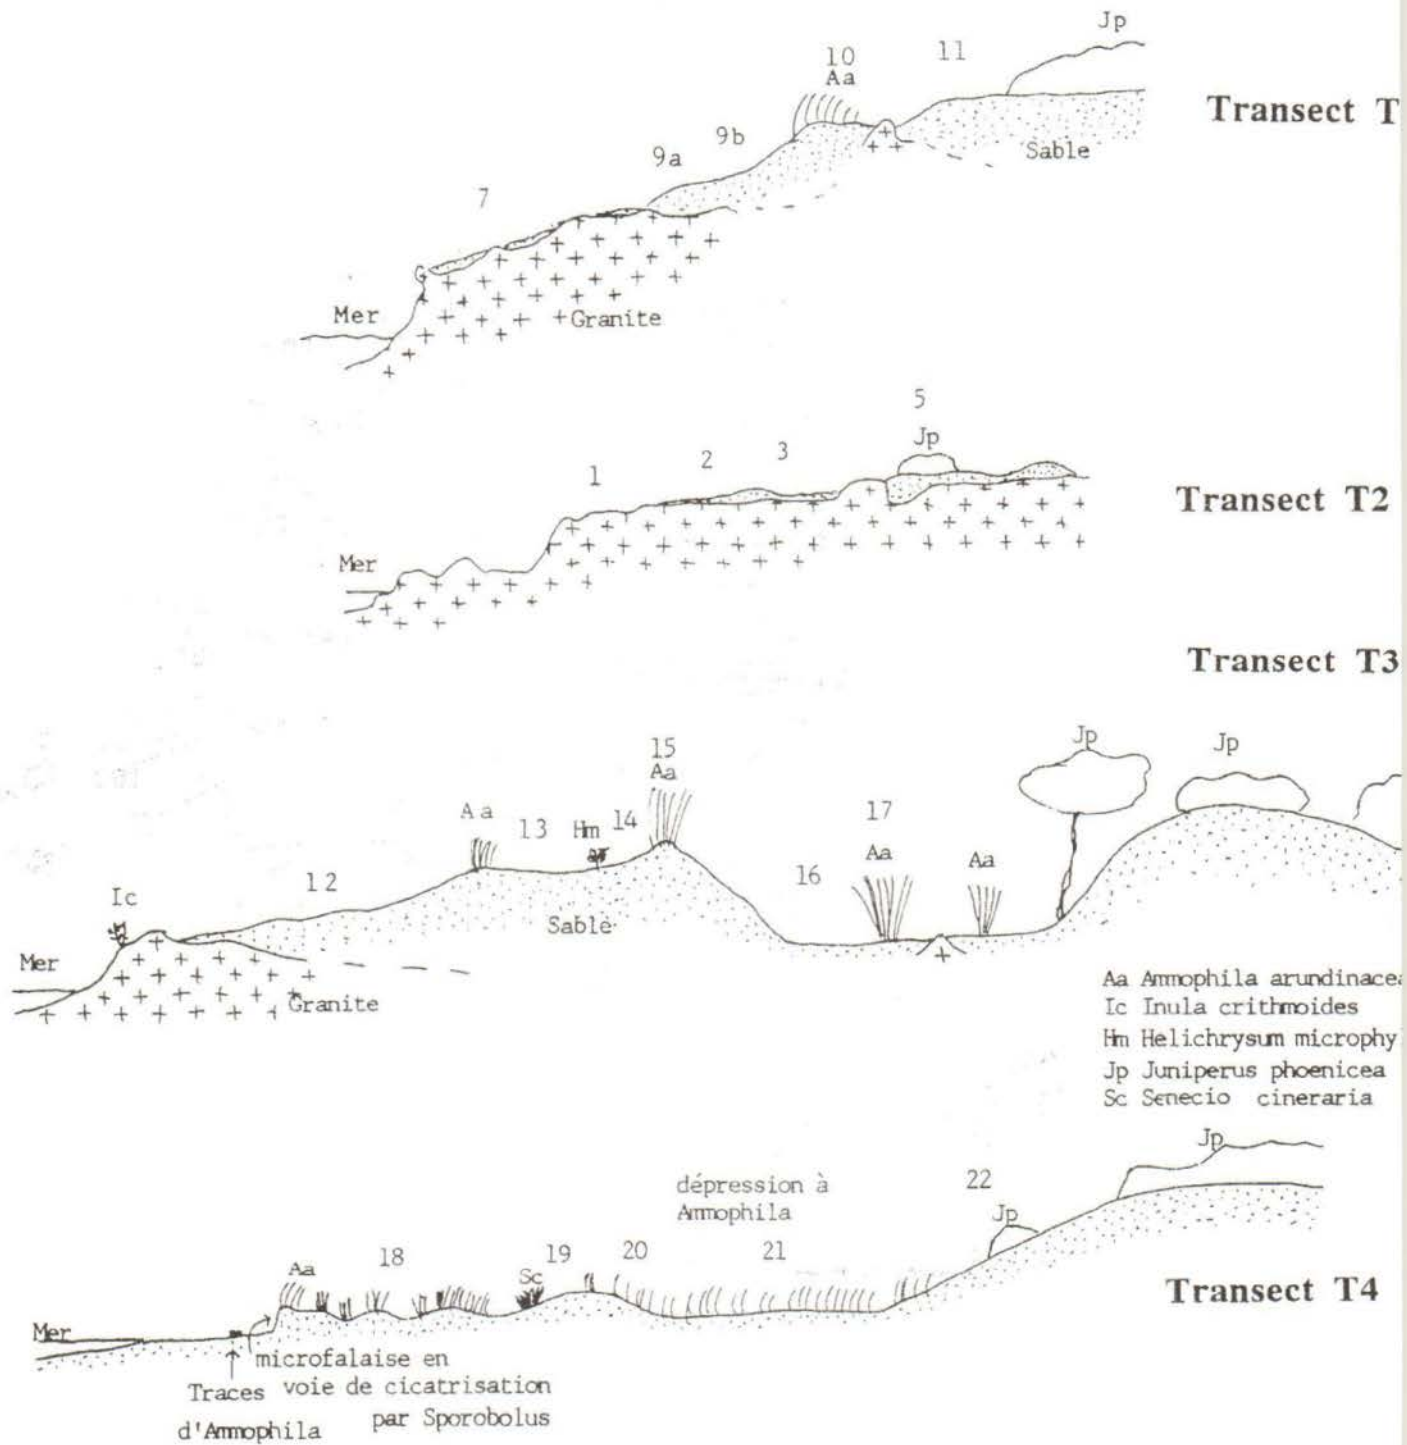 Jp
10
11
Aa
Transect T
9b
9a
Sable
7
Mer
Granite
5
Jp
3
2
1
Transect T2
Mer
Transect T3
Jp
Jp
15
Aa
Aa
13
Hm
14
17
Aa
Aa
16
12
Ic
Sable
Mer
Granite
Aa Ammophila arundinacea
Ic Inula crithmoides
Hm Helichrysum microphy
Jp Juniperus phoenicea
Sc Senecio cineraria
Jp
dépression à
Ammophila
22
Jp
21
20
19
18
Aa
Sc
Transect T4
Mer
microfalaise en
voie de cicatrisation
par Sporobolus
Traces
d'Ammophila